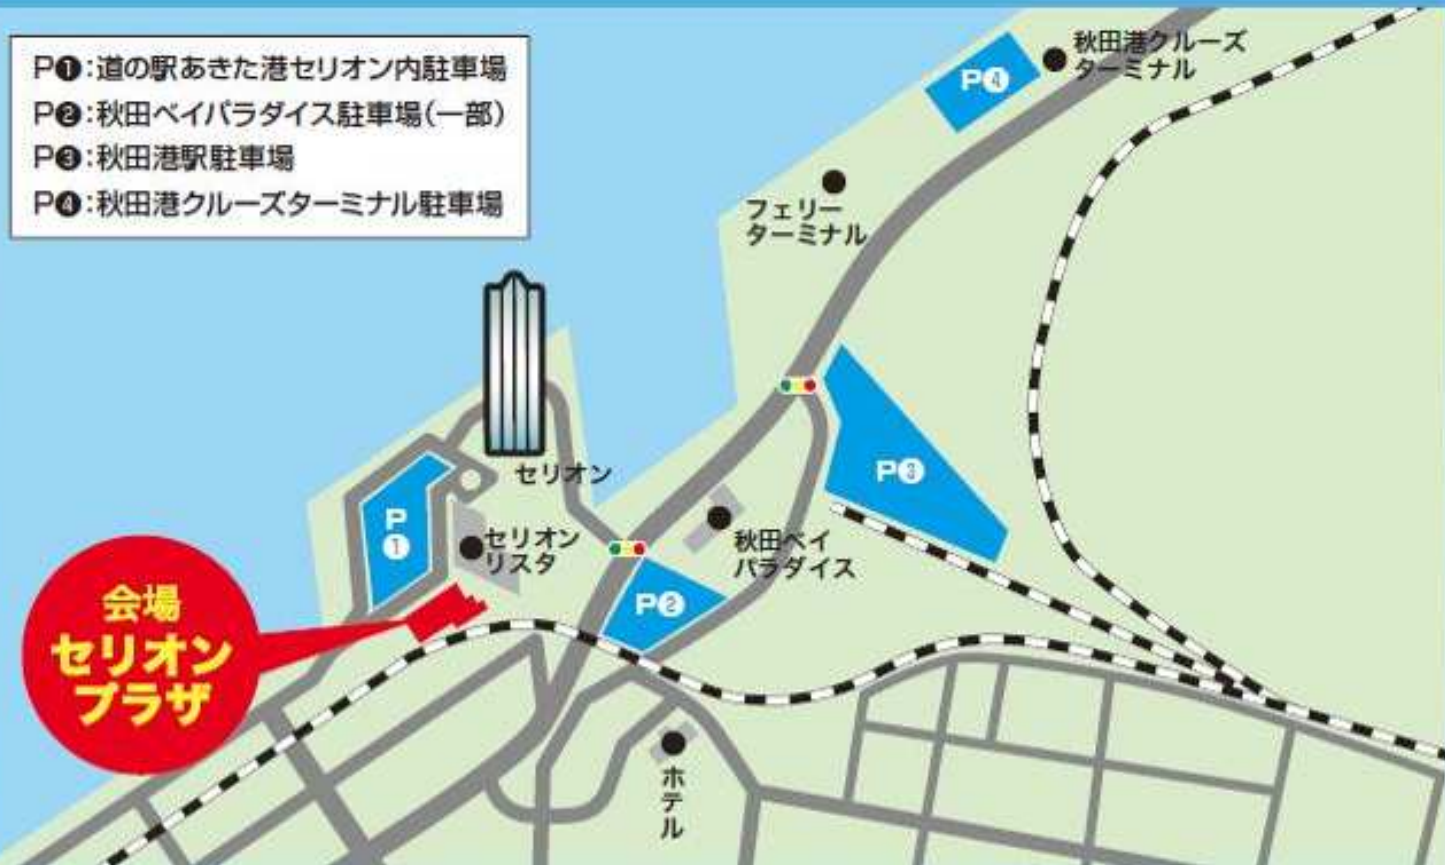 P❶:道の駅あきた港セリオン内駐車場
P❷:秋田ベイパラダイス駐車場(一部)
P❸:秋田港駅駐車場
P❹:秋田港クルーズターミナル駐車場
P❹
秋田港クルーズ
ターミナル
フェリー
ターミナル
セリオン
P
❶
セリオン
リスタ
P❸
秋田ベイ
パラダイス
P❷
会場
セリオン
プラザ
ホテル